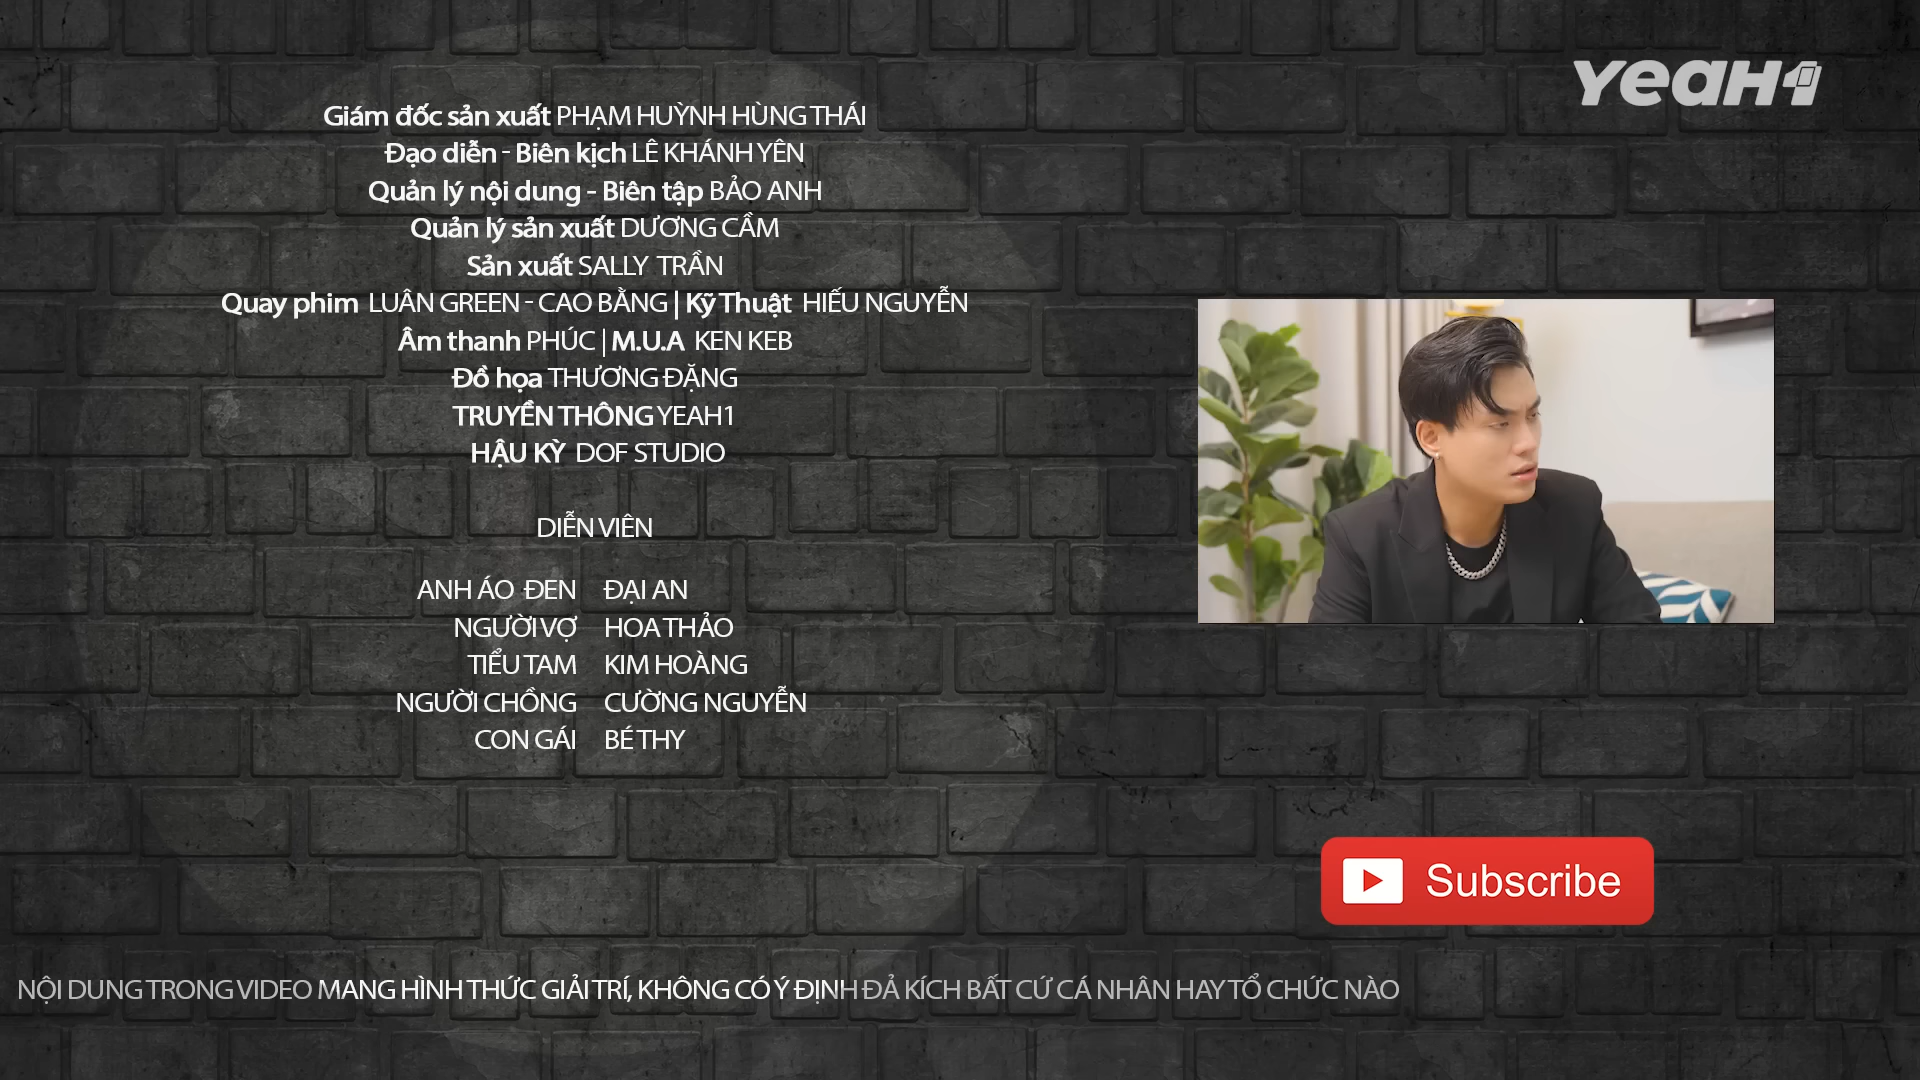 YEAH1
Giám đốc sản xuất PHẠM HUỲNH HÙNG THÁI
Đạo diễn - Biên kịch LÊ KHÁNH YÊN
Quản lý nội dung - Biên tập BẢO ANH
Quản lý sản xuất DƯƠNG CẦM
Sản xuất SALLY TRẦN
Quay phim LUÂN GREEN - CAO BẰNG | Kỹ Thuật HIẾU NGUYỄN
Âm thanh PHÚC | M.U.A KEN KEB
Đồ họa THƯƠNG ĐẶNG
TRUYỀN THÔNG YEAH1
HẬU KỲ DOF STUDIO
DIỄN VIÊN
ANH ÁO ĐEN ĐẠI AN
NGƯỜI VỢ HOA THẢO
TIỂU TAM KIM HOÀNG
NGƯỜI CHỒNG CƯỜNG NGUYỄN
CON GÁI BÉ THY
Subscribe
NỘI DUNG TRONG VIDEO MANG HÌNH THỨC GIẢI TRÍ, KHÔNG CÓ Ý ĐỊNH ĐẢ KÍCH BẤT CỨ CÁ NHÂN HAY TỔ CHỨC NÀO